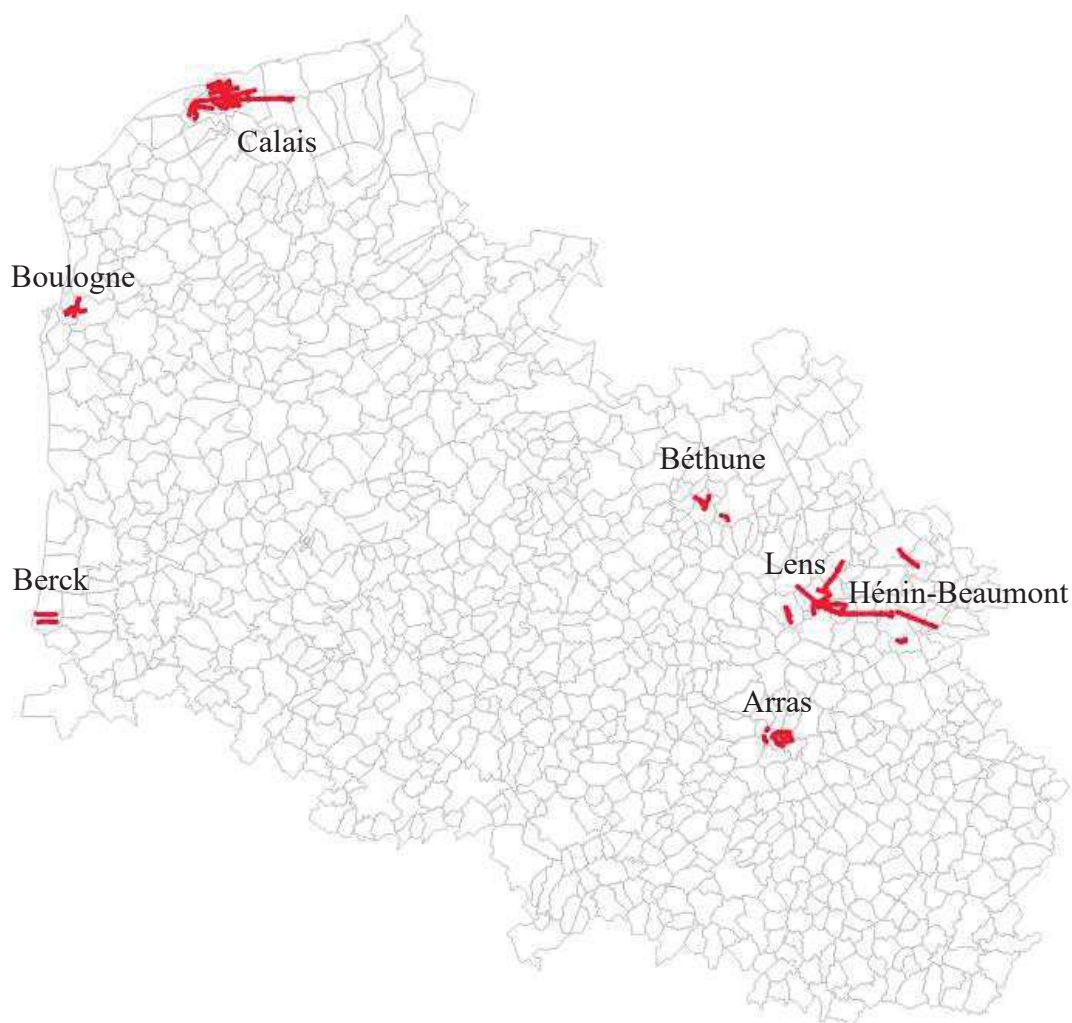 Calais
Boulogne
Béthune
Lens
Berck
Hénin-Beaumont
Arras